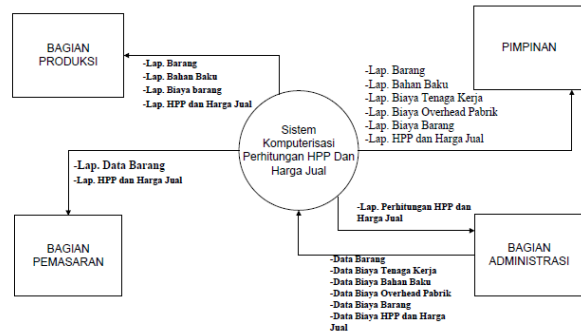 BAGIAN
PRODUKSI
-Lap. Barang
-Lap. Bahan Baku
-Lap. Biaya barang
-Lap. HPP dan Harga Jual
PIMPINAN
-Lap. Barang
-Lap. Bahan Baku
-Lap. Biaya Tenaga Kerja
-Lap. Biaya Overhead Pabrik
-Lap. Biaya Barang
-Lap. HPP dan Harga Jual
Sistem
Komputerisasi
Perhitungan HPP Dan
Harga Jual
-Lap. Data Barang
-Lap. HPP dan Harga Jual
BAGIAN
PEMASARAN
-Lap. Perhitungan HPP dan
Harga Jual
BAGIAN
ADMINISTRASI
-Data Barang
-Data Biaya Tenaga Kerja
-Data Biaya Bahan Baku
-Data Biaya Overhead Pabrik
-Data Biaya Barang
-Data Biaya HPP dan Harga
Jual